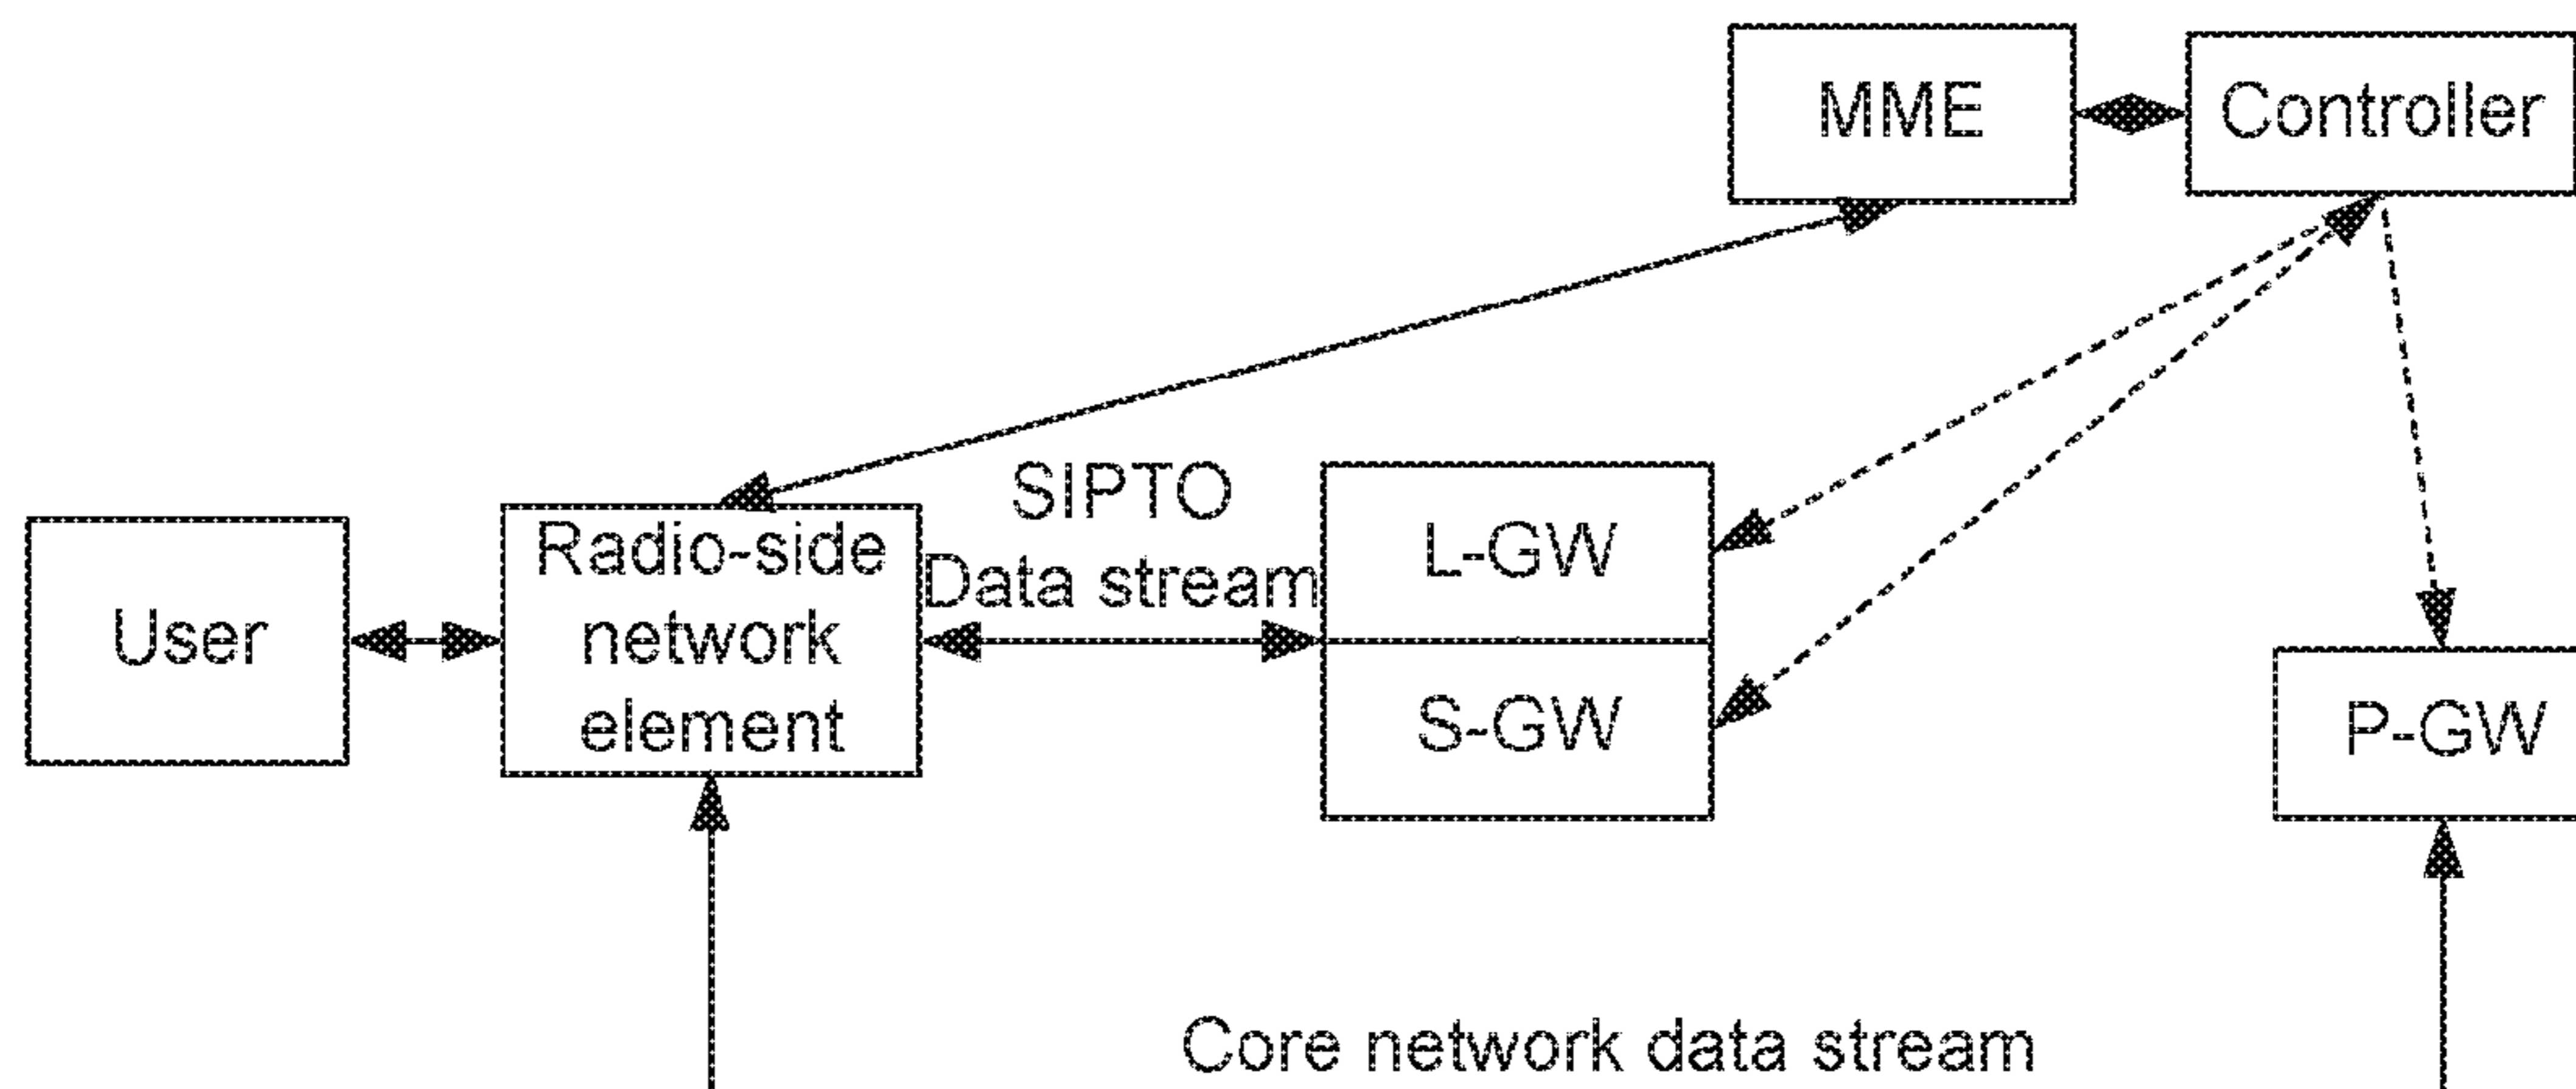 MME
Controller
SIPTO
Data stream
User
Radio-side
network
element
L-GW
S-GW
P-GW
Core network data stream